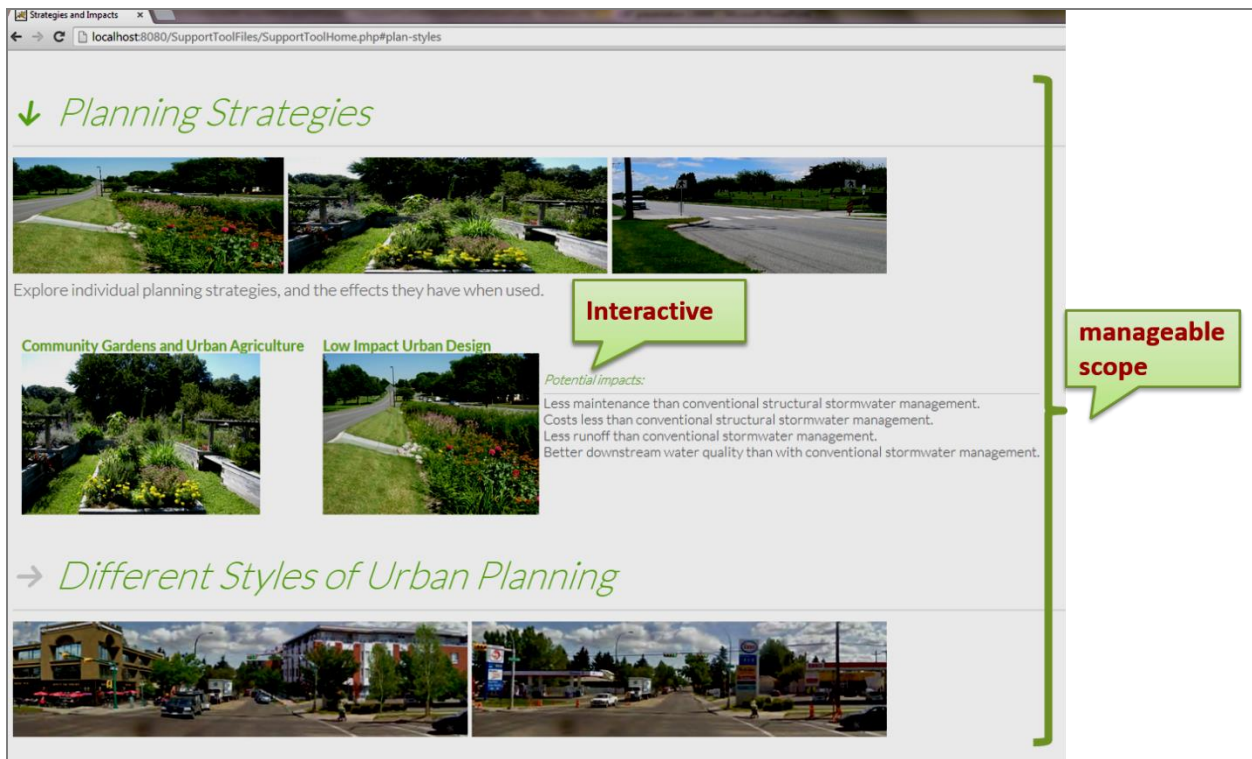 Strategies and Impacts
localhost:8080/SupportToolFiles/SupportToolHome.php#plan-styles
Planning Strategies
Explore individual planning strategies, and the effects they have when used.
Interactive
manageable
scope
Community Gardens and Urban Agriculture
Low Impact Urban Design
Potential impacts:
Less maintenance than conventional structural stormwater management.
Costs less than conventional structural stormwater management.
Less runoff than conventional stormwater management.
Better downstream water quality than with conventional stormwater management.
Different Styles of Urban Planning